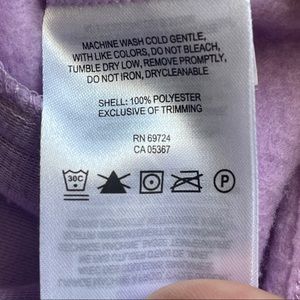 MACHINE WASH COLD GENTLE,
WITH LIKE COLORS, DO NOT BLEACH,
TUMBLE DRY LOW, REMOVE PROMPTLY,
DO NOT IRON, DRYCLEANABLE
SHELL: 100% POLYESTER
EXCLUSIVE OF TRIMMING
RN 69724
CA 05367
30C P